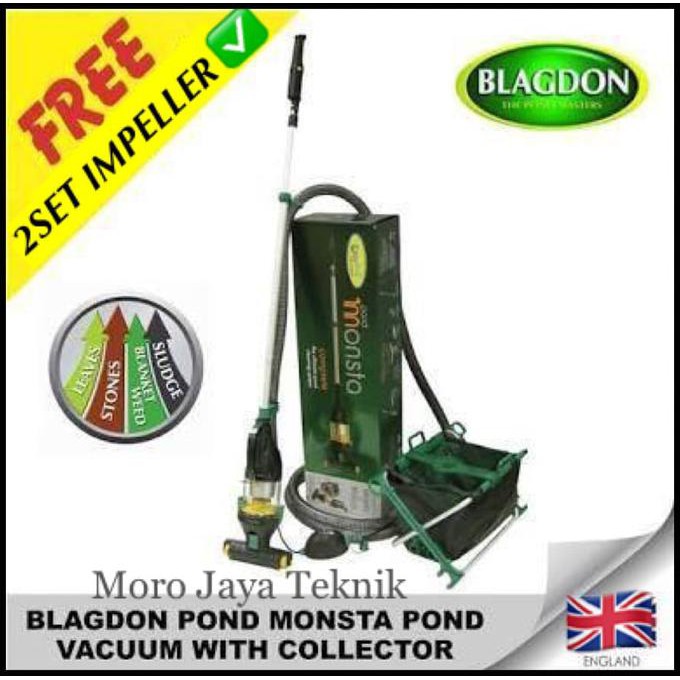 FREE
2SET IMPELLER
BLAGDON
THE POND MASTERS
LEAVES
STONES
BLANKET
WEED
SLUDGE
pond
monsta
Moro Jaya Teknik
BLAGDON POND MONSTA POND
VACUUM WITH COLLECTOR
ENGLAND